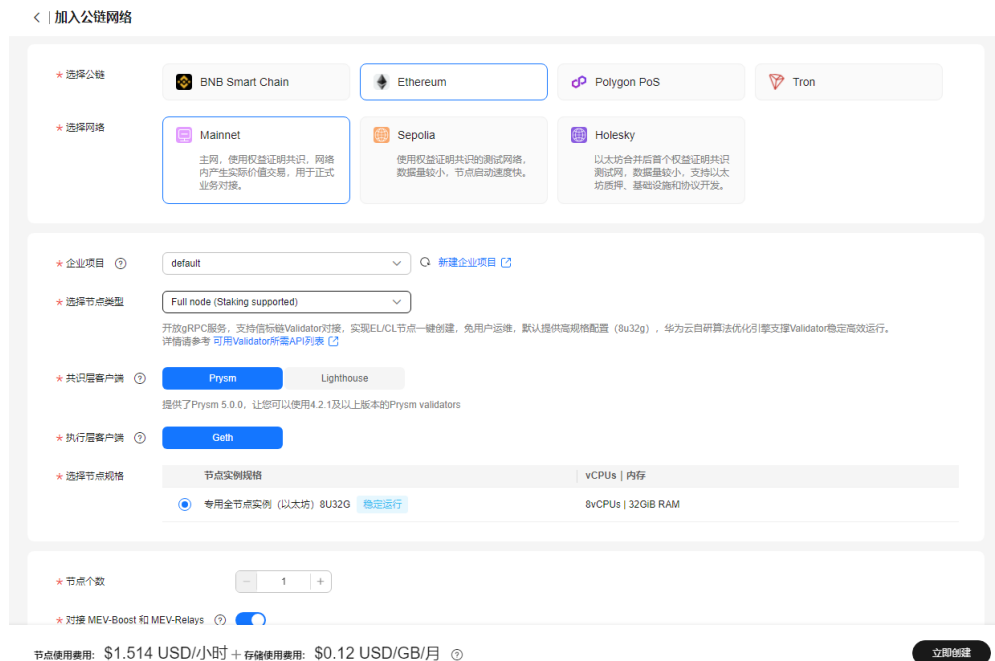 加入公链网络
* 选择公链
BNB Smart Chain
Ethereum
Polygon PoS
Tron
* 选择网络
Mainnet
主网，使用权益证明共识，网络
内产生实际价值交易，用于正式
业务对接。
Sepolia
使用权益证明共识的测试网络，
数据量较小，节点启动速度快。
Holesky
以太坊合并后首个权益证明共识
测试网，数据量较小，支持以太
坊质押、基础设施和协议开发。
* 企业项目 ?
default
新建企业项目
* 选择节点类型
Full node (Staking supported)
开放gRPC服务，支持信标链Validator对接，实现EL/CL节点一键创建，免用户运维，默认提供高规格配置（8u32g），华为云自研算法优化引擎支撑Validator稳定高效运行。
详情请参考 可用Validator所需API列表
* 共识层客户端 ?
Prysm
Lighthouse
提供了Prysm 5.0.0，让您可以使用4.2.1及以上版本的Prysm validators
* 执行层客户端 ?
Geth
* 选择节点规格
节点实例规格
vCPUs | 内存
专用全节点实例（以太坊）8U32G 稳定运行
8vCPUs | 32GiB RAM
* 节点个数
− 1 +
* 对接 MEV-Boost 和 MEV-Relays ?
节点使用费用: $1.514 USD/小时 + 存储使用费用: $0.12 USD/GB/月 ?
立即创建